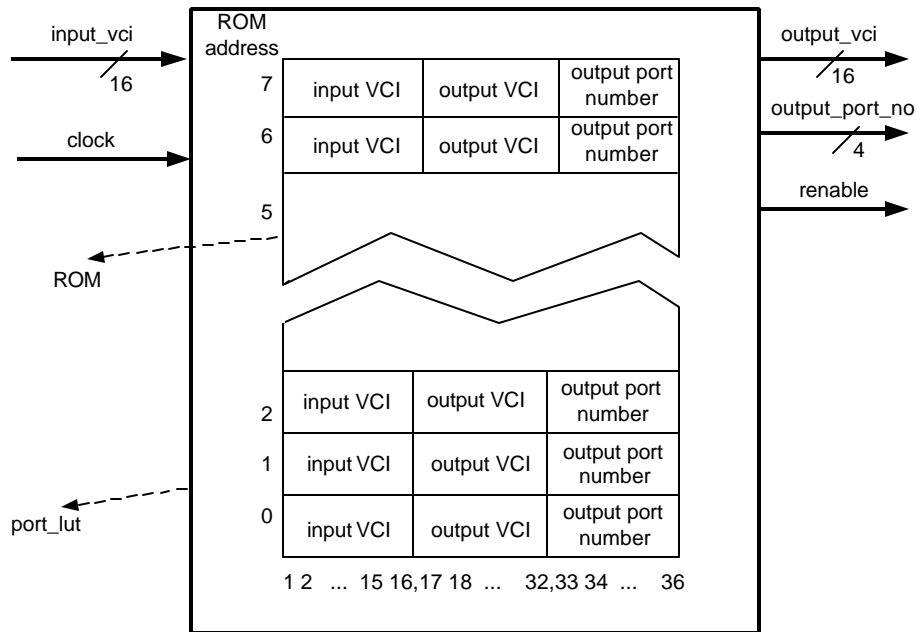 ROM
address
input_vci
16
clock
output_vci
16
output_port_no
4
renable
7
input VCI
output VCI
output port
number
6
input VCI
output VCI
output port
number
5
ROM
2
input VCI
output VCI
output port
number
1
input VCI
output VCI
output port
number
port_lut
0
input VCI
output VCI
output port
number
1 2 ... 15 16,17 18 ... 32,33 34 ... 36